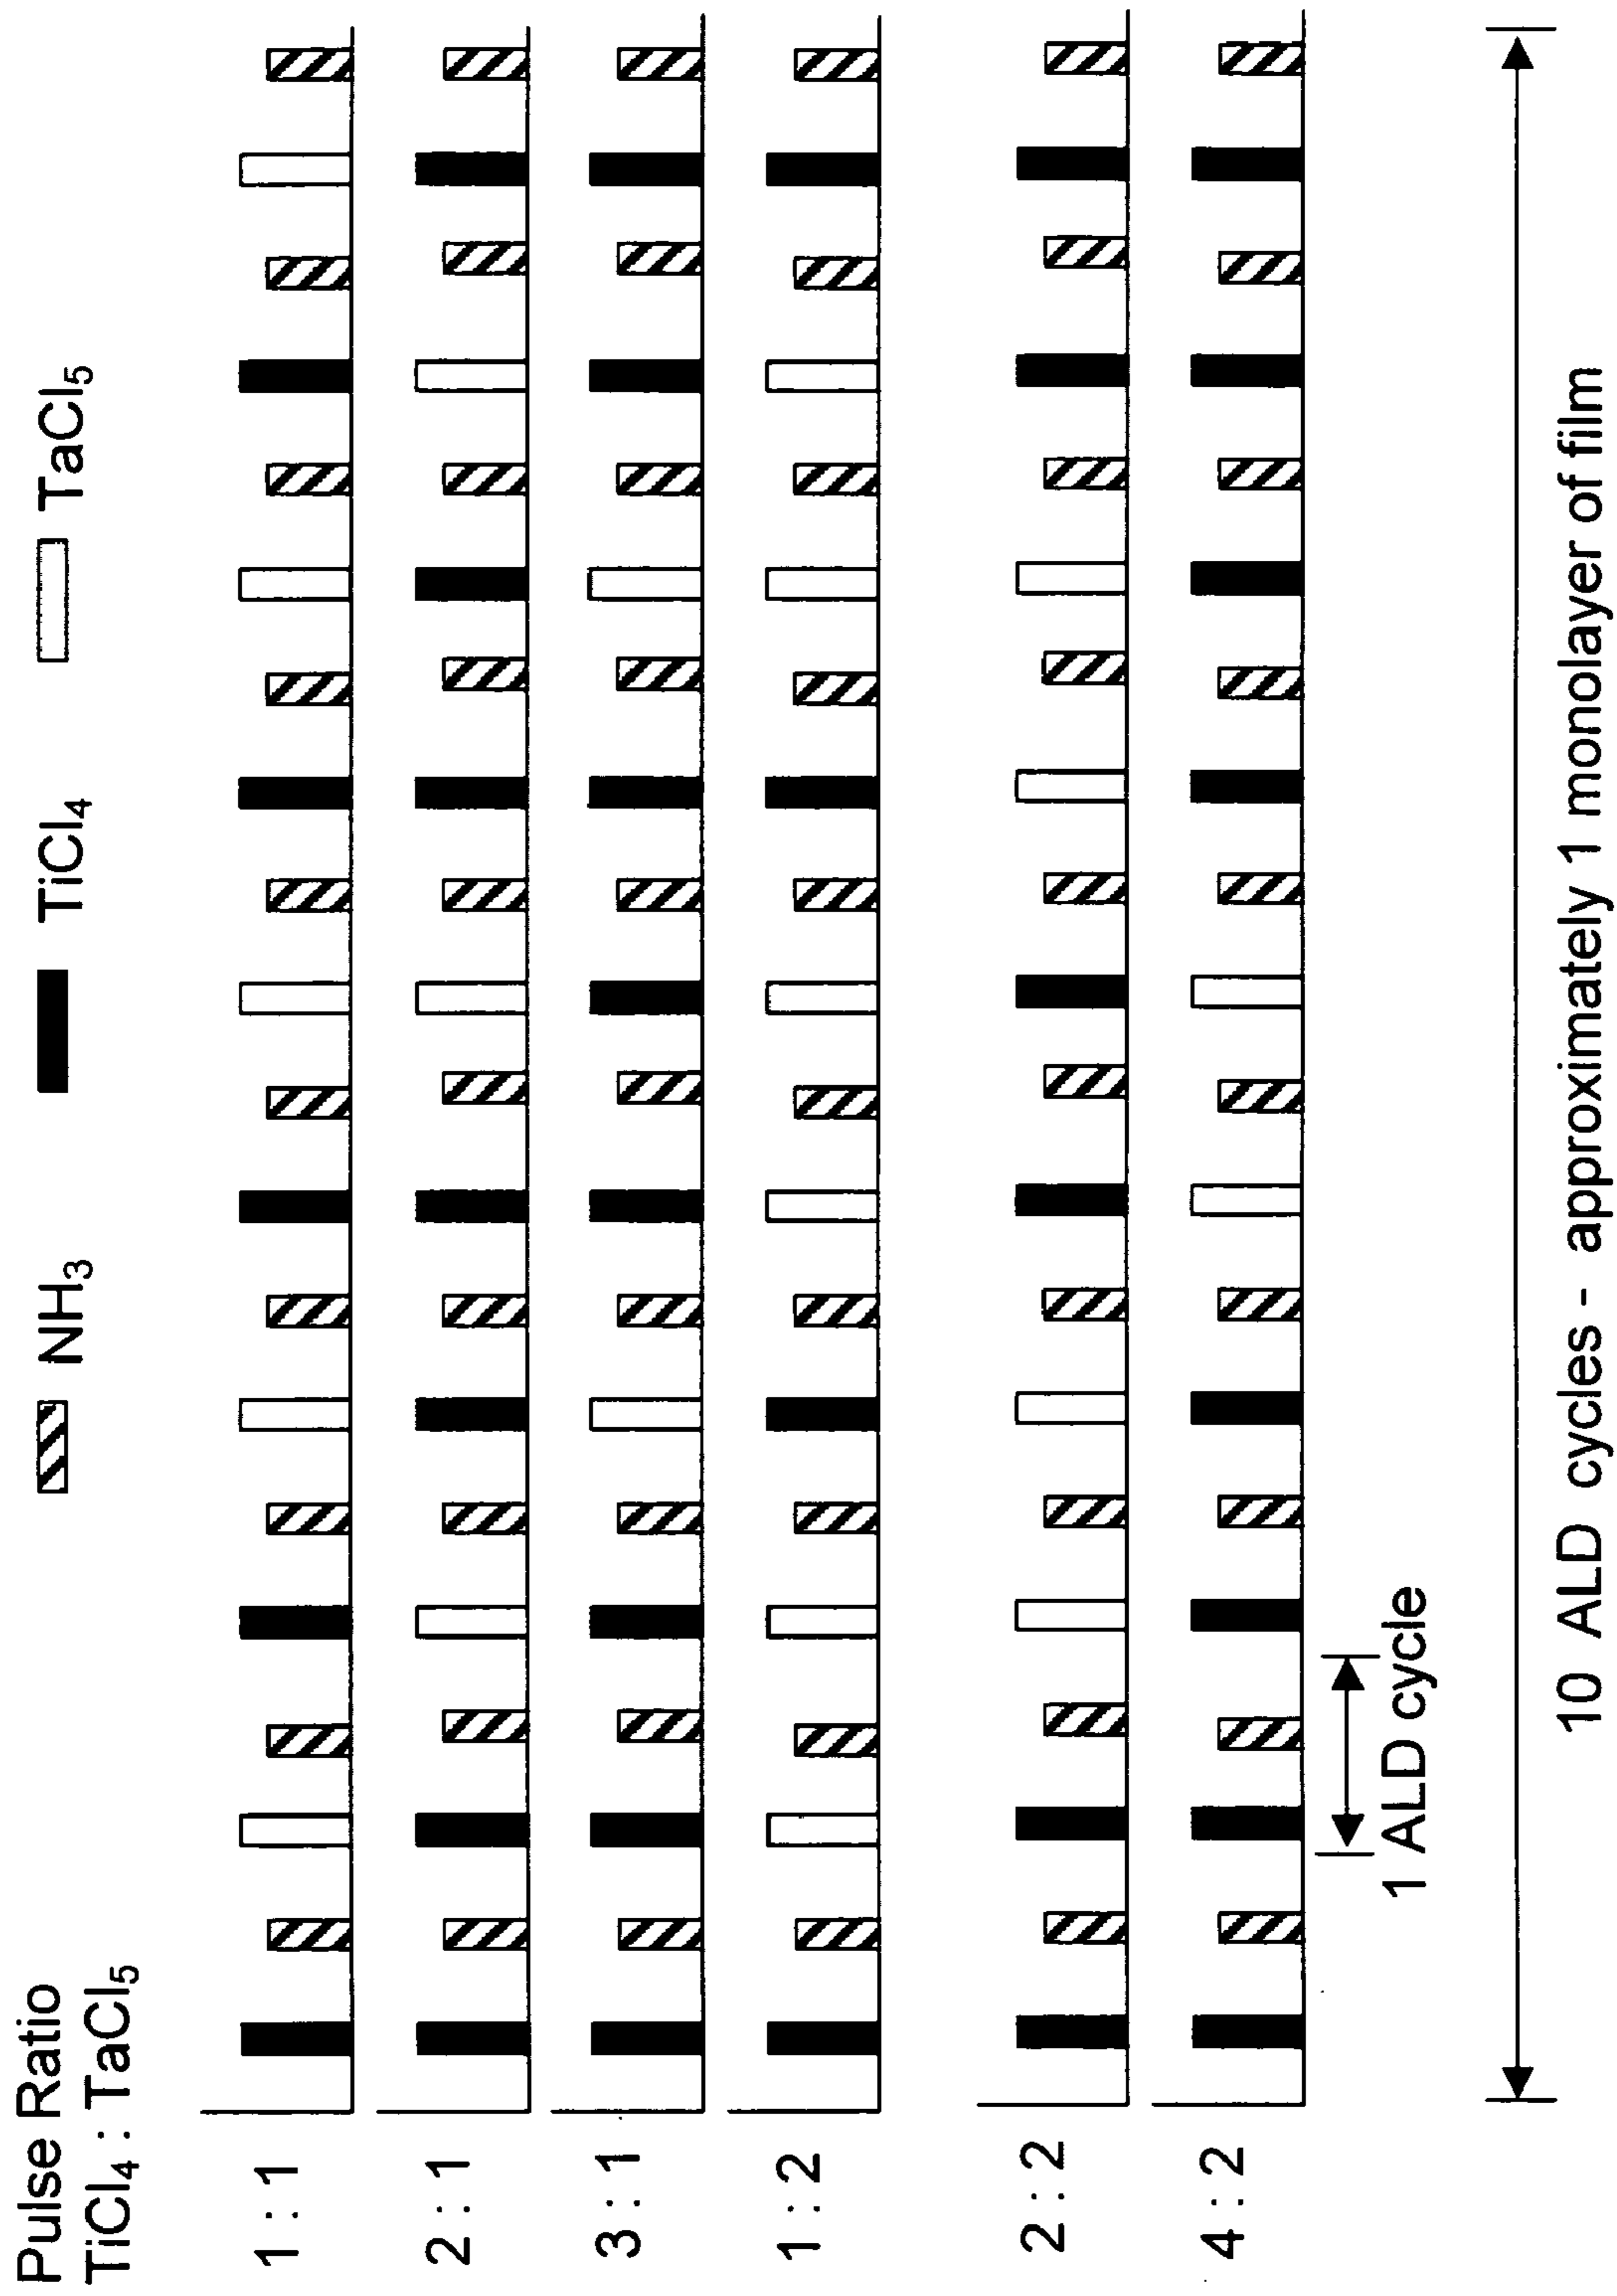 Pulse Ratio
TiCl₄ : TaCl₅
NH₃
TiCl₄
TaCl₅
1 : 1
2 : 1
3 : 1
1 : 2
2 : 2
4 : 2
1 ALD cycle
10 ALD cycles - approximately 1 monolayer of film